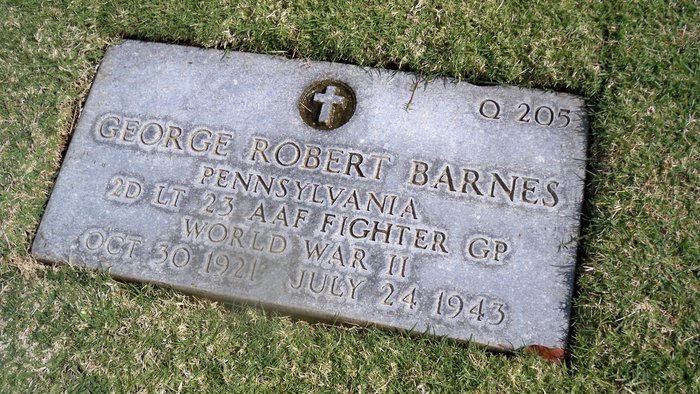 Q 205
GEORGE ROBERT BARNES
PENNSYLVANIA
2D LT 23 AAF FIGHTER GP
WORLD WAR II
OCT 30 1921 JULY 24 1943